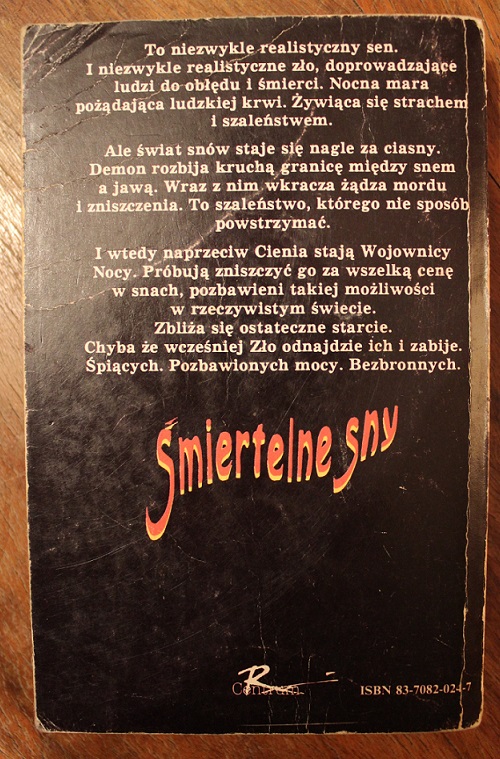 To niezwykle realistyczny sen.
I niezwykle realistyczne zło, doprowadzające
ludzi do obłędu i śmierci. Nocna mara
pożądająca ludzkiej krwi. Żywiąca się strachem
i szaleństwem.
Ale świat snów staje się nagle za ciasny.
Demon rozbija kruchą granicę między snem
a jawą. Wraz z nim wkracza żądza mordu
i zniszczenia. To szaleństwo, którego nie sposób
powstrzymać.
I wtedy naprzeciw Cienia stają Wojownicy
Nocy. Próbują zniszczyć go za wszelką cenę
w snach, pozbawieni takiej możliwości
w rzeczywistym świecie.
Zbliża się ostateczne starcie.
Chyba że wcześniej Zło odnajdzie ich i zabije.
Śpiących. Pozbawionych mocy. Bezbronnych.
Śmiertelne sny
R
Centrum
ISBN 83-7082-024-7